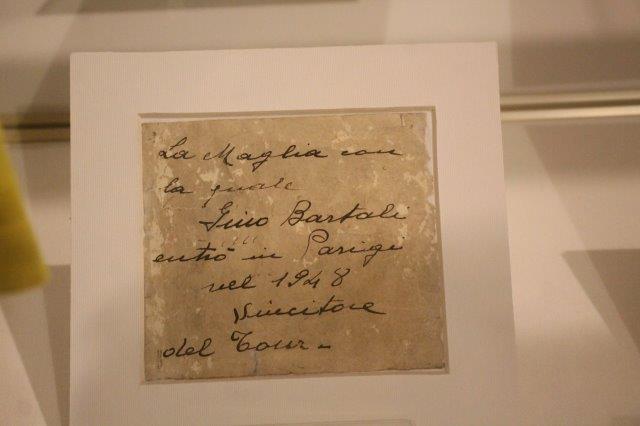 La Maglia con
la quale
Gino Bartali
entrò in Parigi
nel 1948
Vincitore
del Tour-